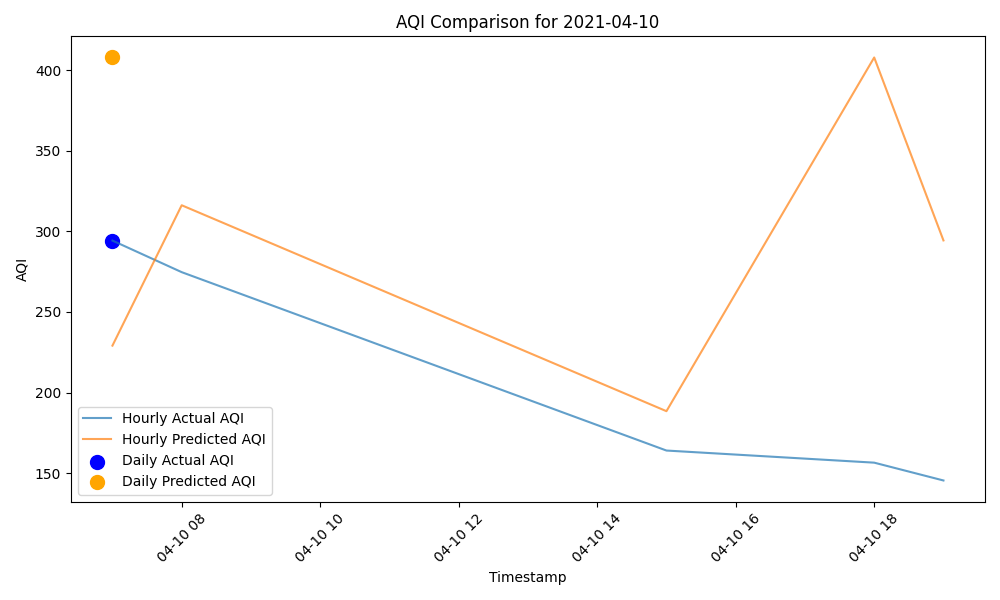 AQI Comparison for 2021-04-10
AQI
400
350
300
250
200
150
Hourly Actual AQI
Hourly Predicted AQI
Daily Actual AQI
Daily Predicted AQI
04-10 08
04-10 10
04-10 12
04-10 14
04-10 16
04-10 18
Timestamp